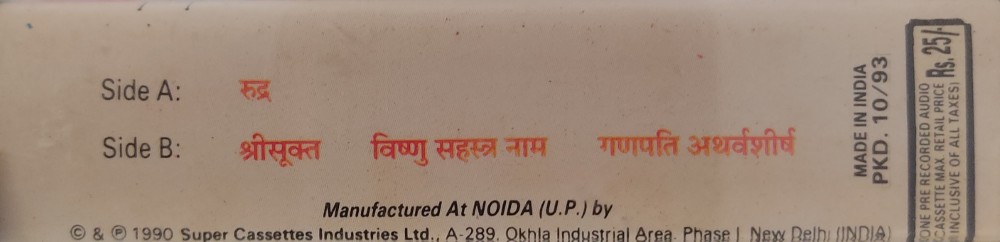 Side A: रुद्र
Side B: श्रीसूक्त विष्णु सहस्त्र नाम गणपति अथर्वशीर्ष
Manufactured At NOIDA (U.P.) by
© & ℗ 1990 Super Cassettes Industries Ltd., A-289, Okhla Industrial Area, Phase I New Delhi (INDIA)
MADE IN INDIA
PKD. 10/93
ONE PRE RECORDED AUDIO
CASSETTE MAX. RETAIL PRICE Rs. 25/-
(INCLUSIVE OF ALL TAXES)